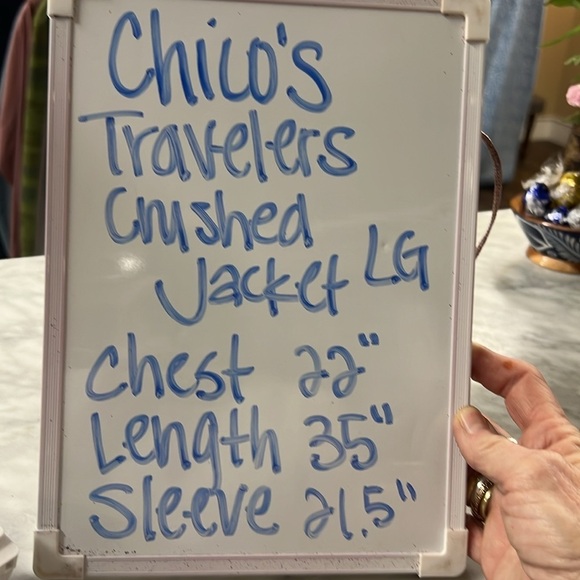 Chico's
Travelers
Crushed
Jacket LG
Chest 22"
Length 35"
Sleeve 21.5"